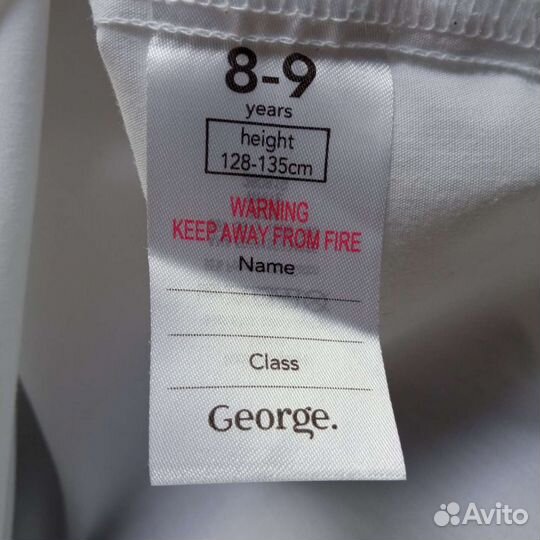 8-9
years
height
128-135cm
WARNING
KEEP AWAY FROM FIRE
Name
Class
George.
Avito